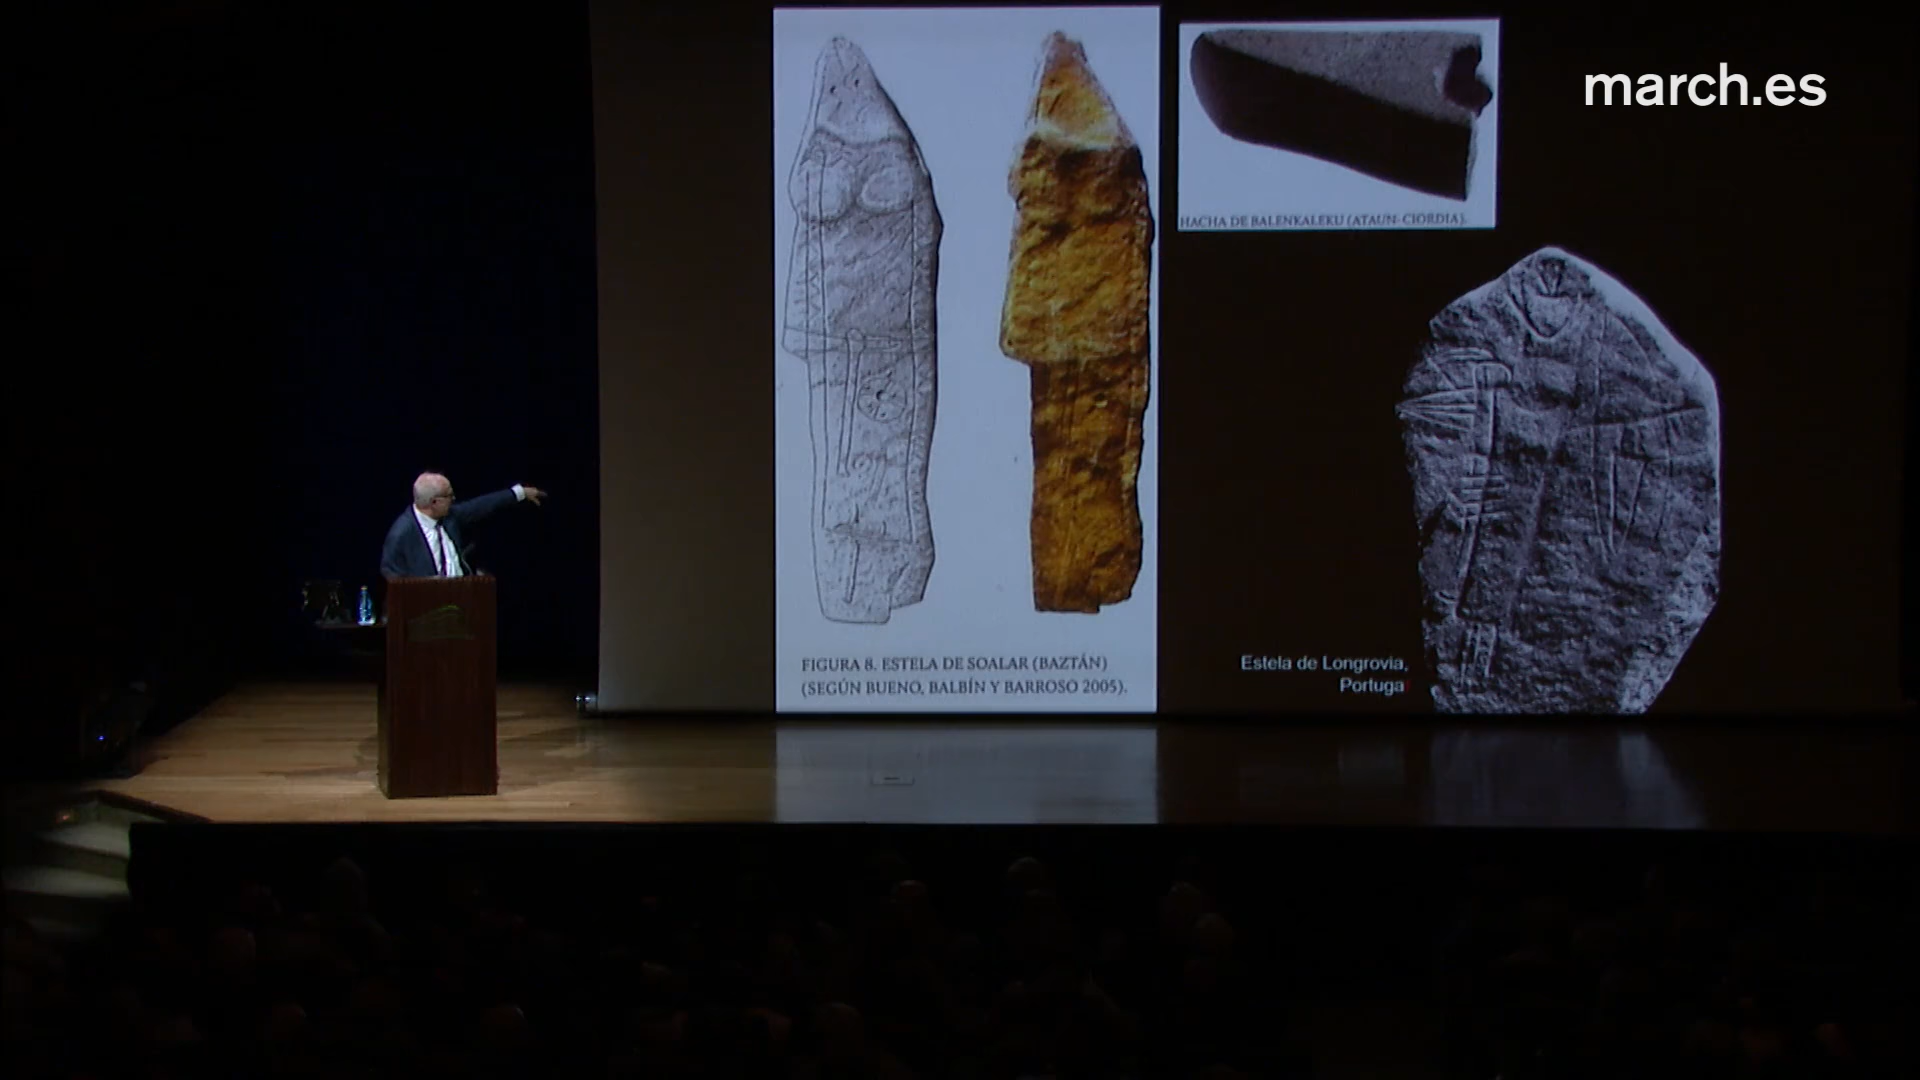 march.es
HACHA DE BALENKALEKU (ATAUN-CIORDIA).
Estela de Longrovia,
Portugal
FIGURA 8. ESTELA DE SOALAR (BAZTÁN)
(SEGÚN BUENO, BALBÍN Y BARROSO 2005).